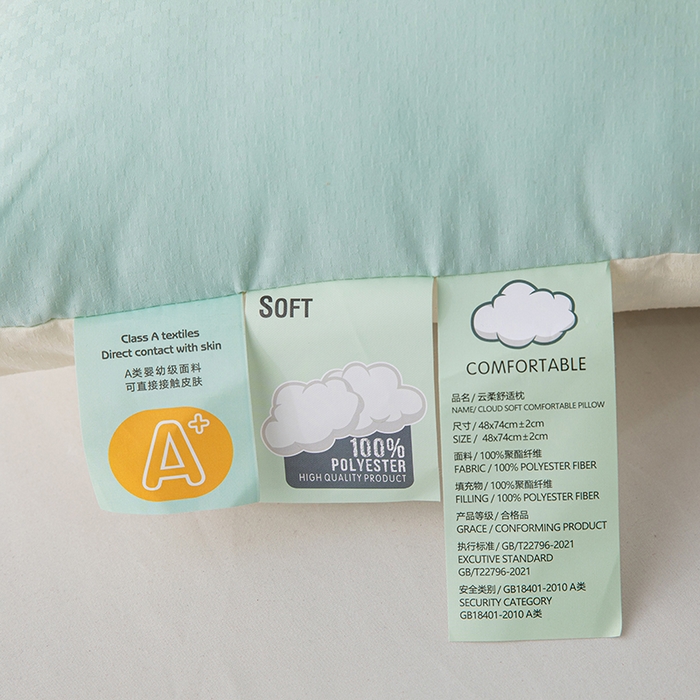 Class A textiles
Direct contact with skin
A类婴幼级面料
可直接接触皮肤
A+
SOFT
100%
POLYESTER
HIGH QUALITY PRODUCT
COMFORTABLE
品名 / 云柔舒适枕
NAME/ CLOUD SOFT COMFORTABLE PILLOW
尺寸 / 48x74cm±2cm
SIZE / 48x74cm±2cm
面料 / 100%聚酯纤维
FABRIC / 100% POLYESTER FIBER
填充物 / 100%聚酯纤维
FILLING / 100% POLYESTER FIBER
产品等级 / 合格品
GRACE / CONFORMING PRODUCT
执行标准 / GB/T22796-2021
EXCUTIVE STANDARD
GB/T22796-2021
安全类别 / GB18401-2010 A类
SECURITY CATEGORY
GB18401-2010 A类